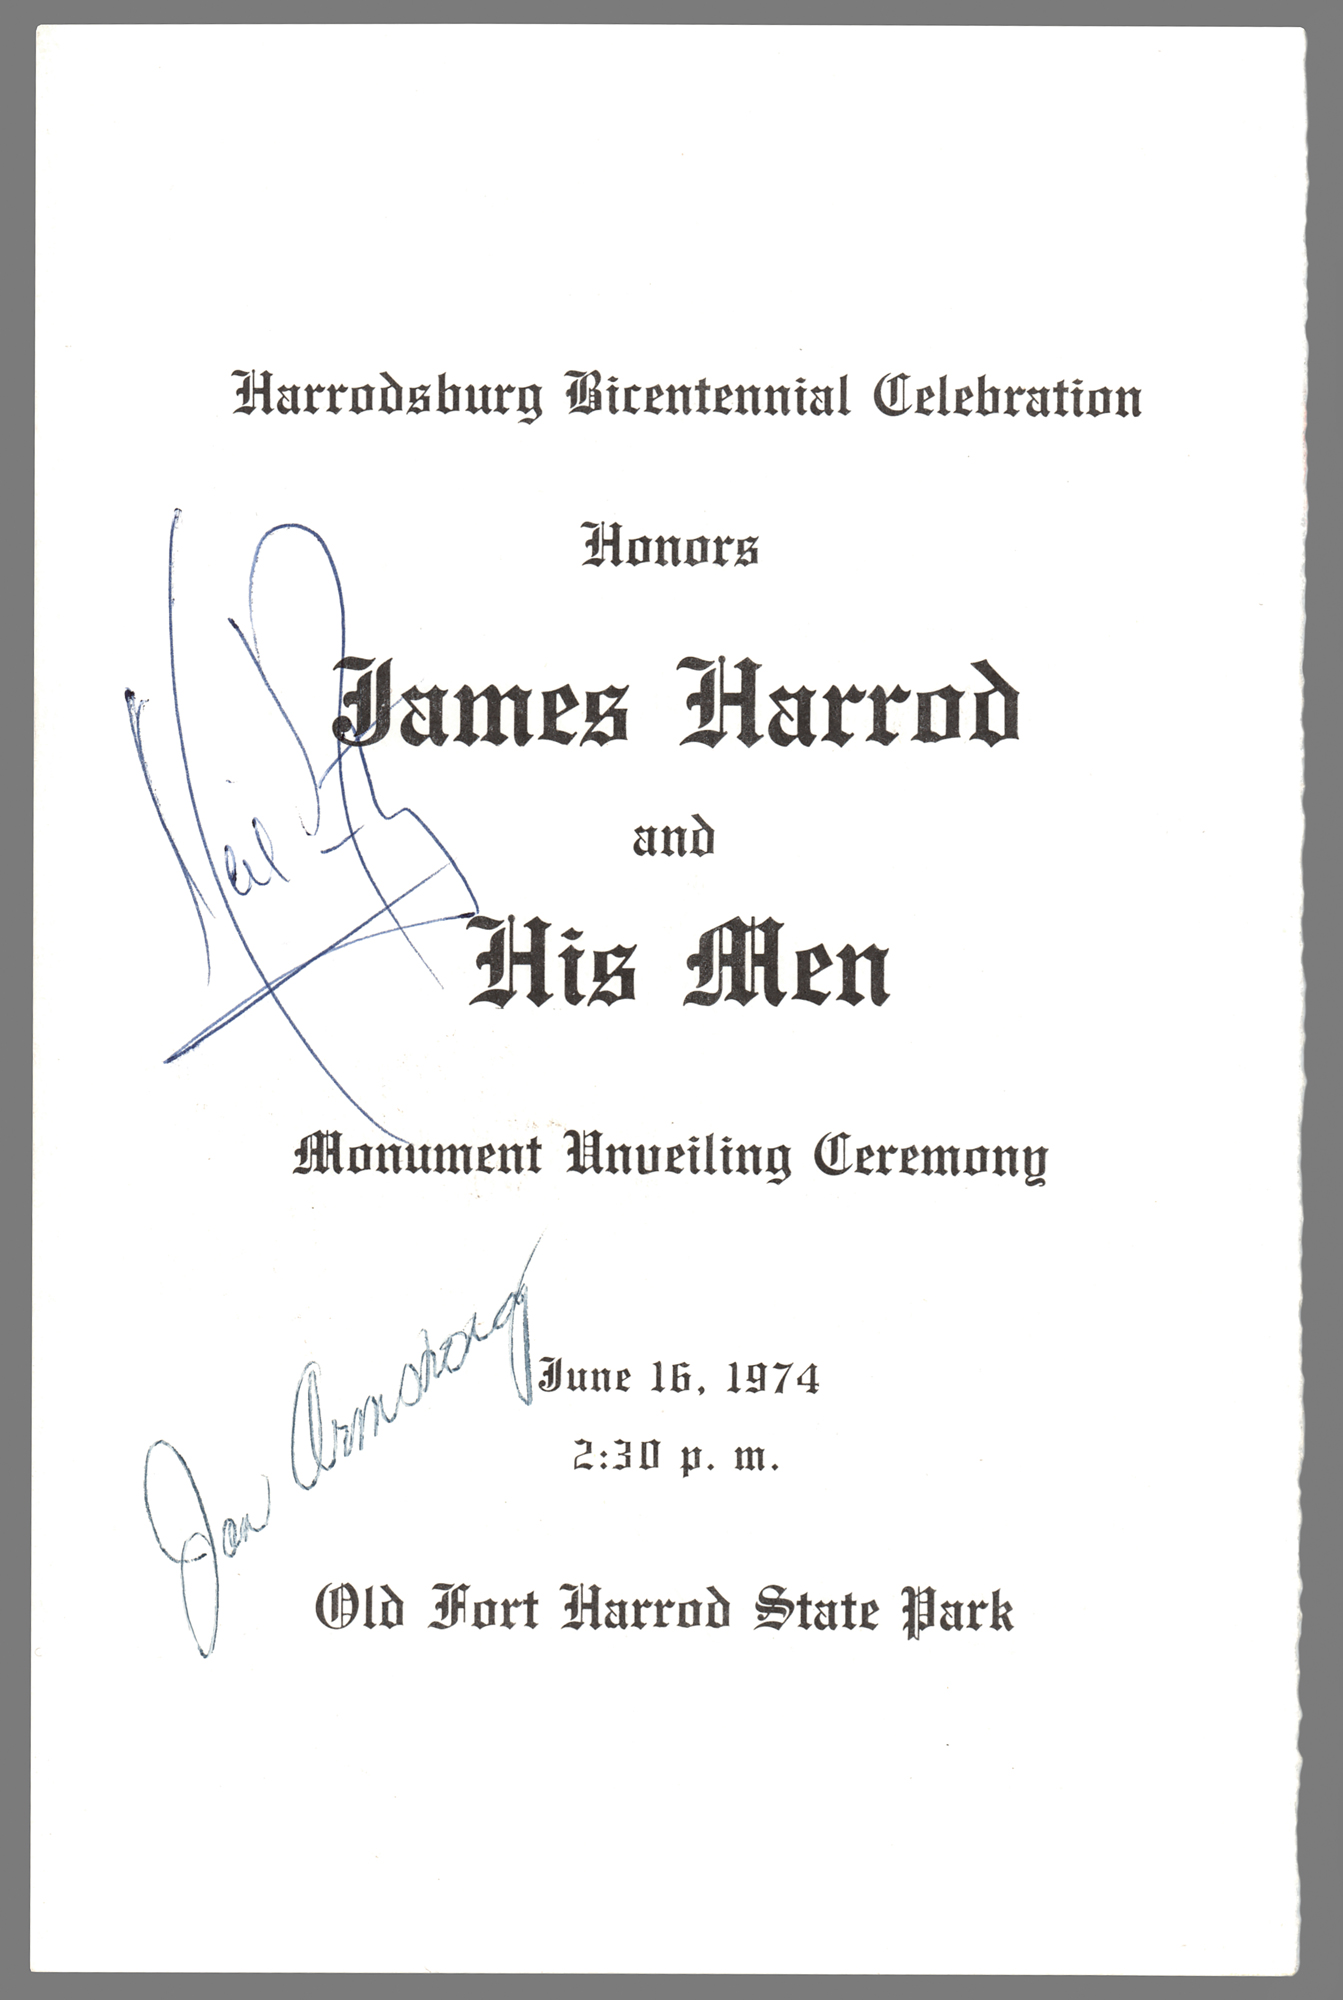 Harrodsburg Bicentennial Celebration
Honors
James Harrod
and
His Men
Neil
Monument Unveiling Ceremony
June 16, 1974
2:30 p. m.
Jan Armstrong
Old Fort Harrod State Park